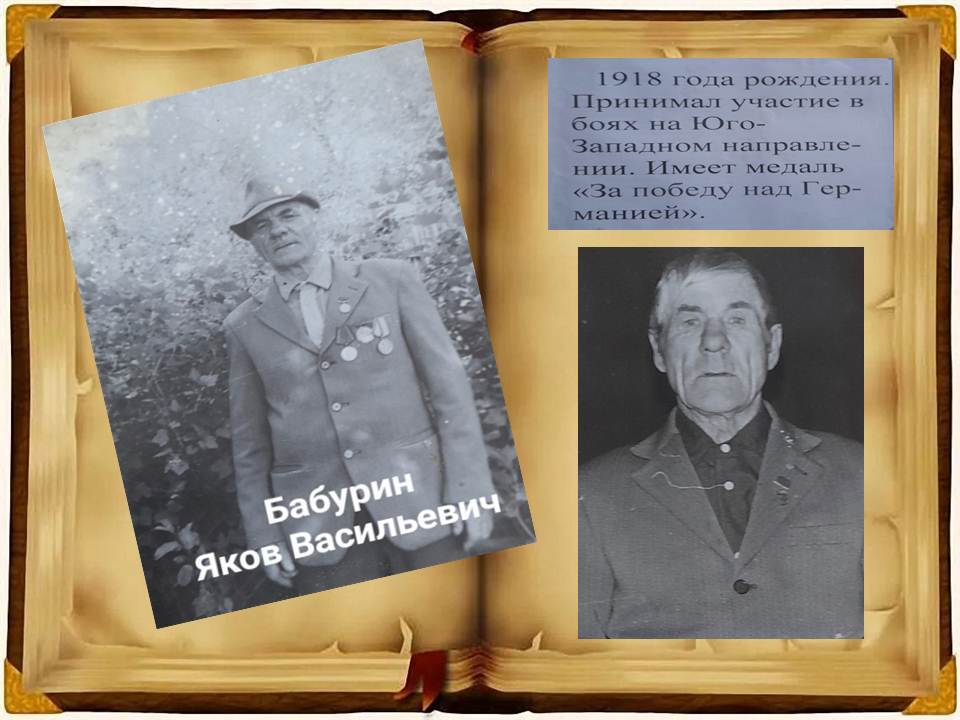 Бабурин
Яков Васильевич
1918 года рождения.
Принимал участие в
боях на Юго-
Западном направле-
нии. Имеет медаль
«За победу над Гер-
манией».